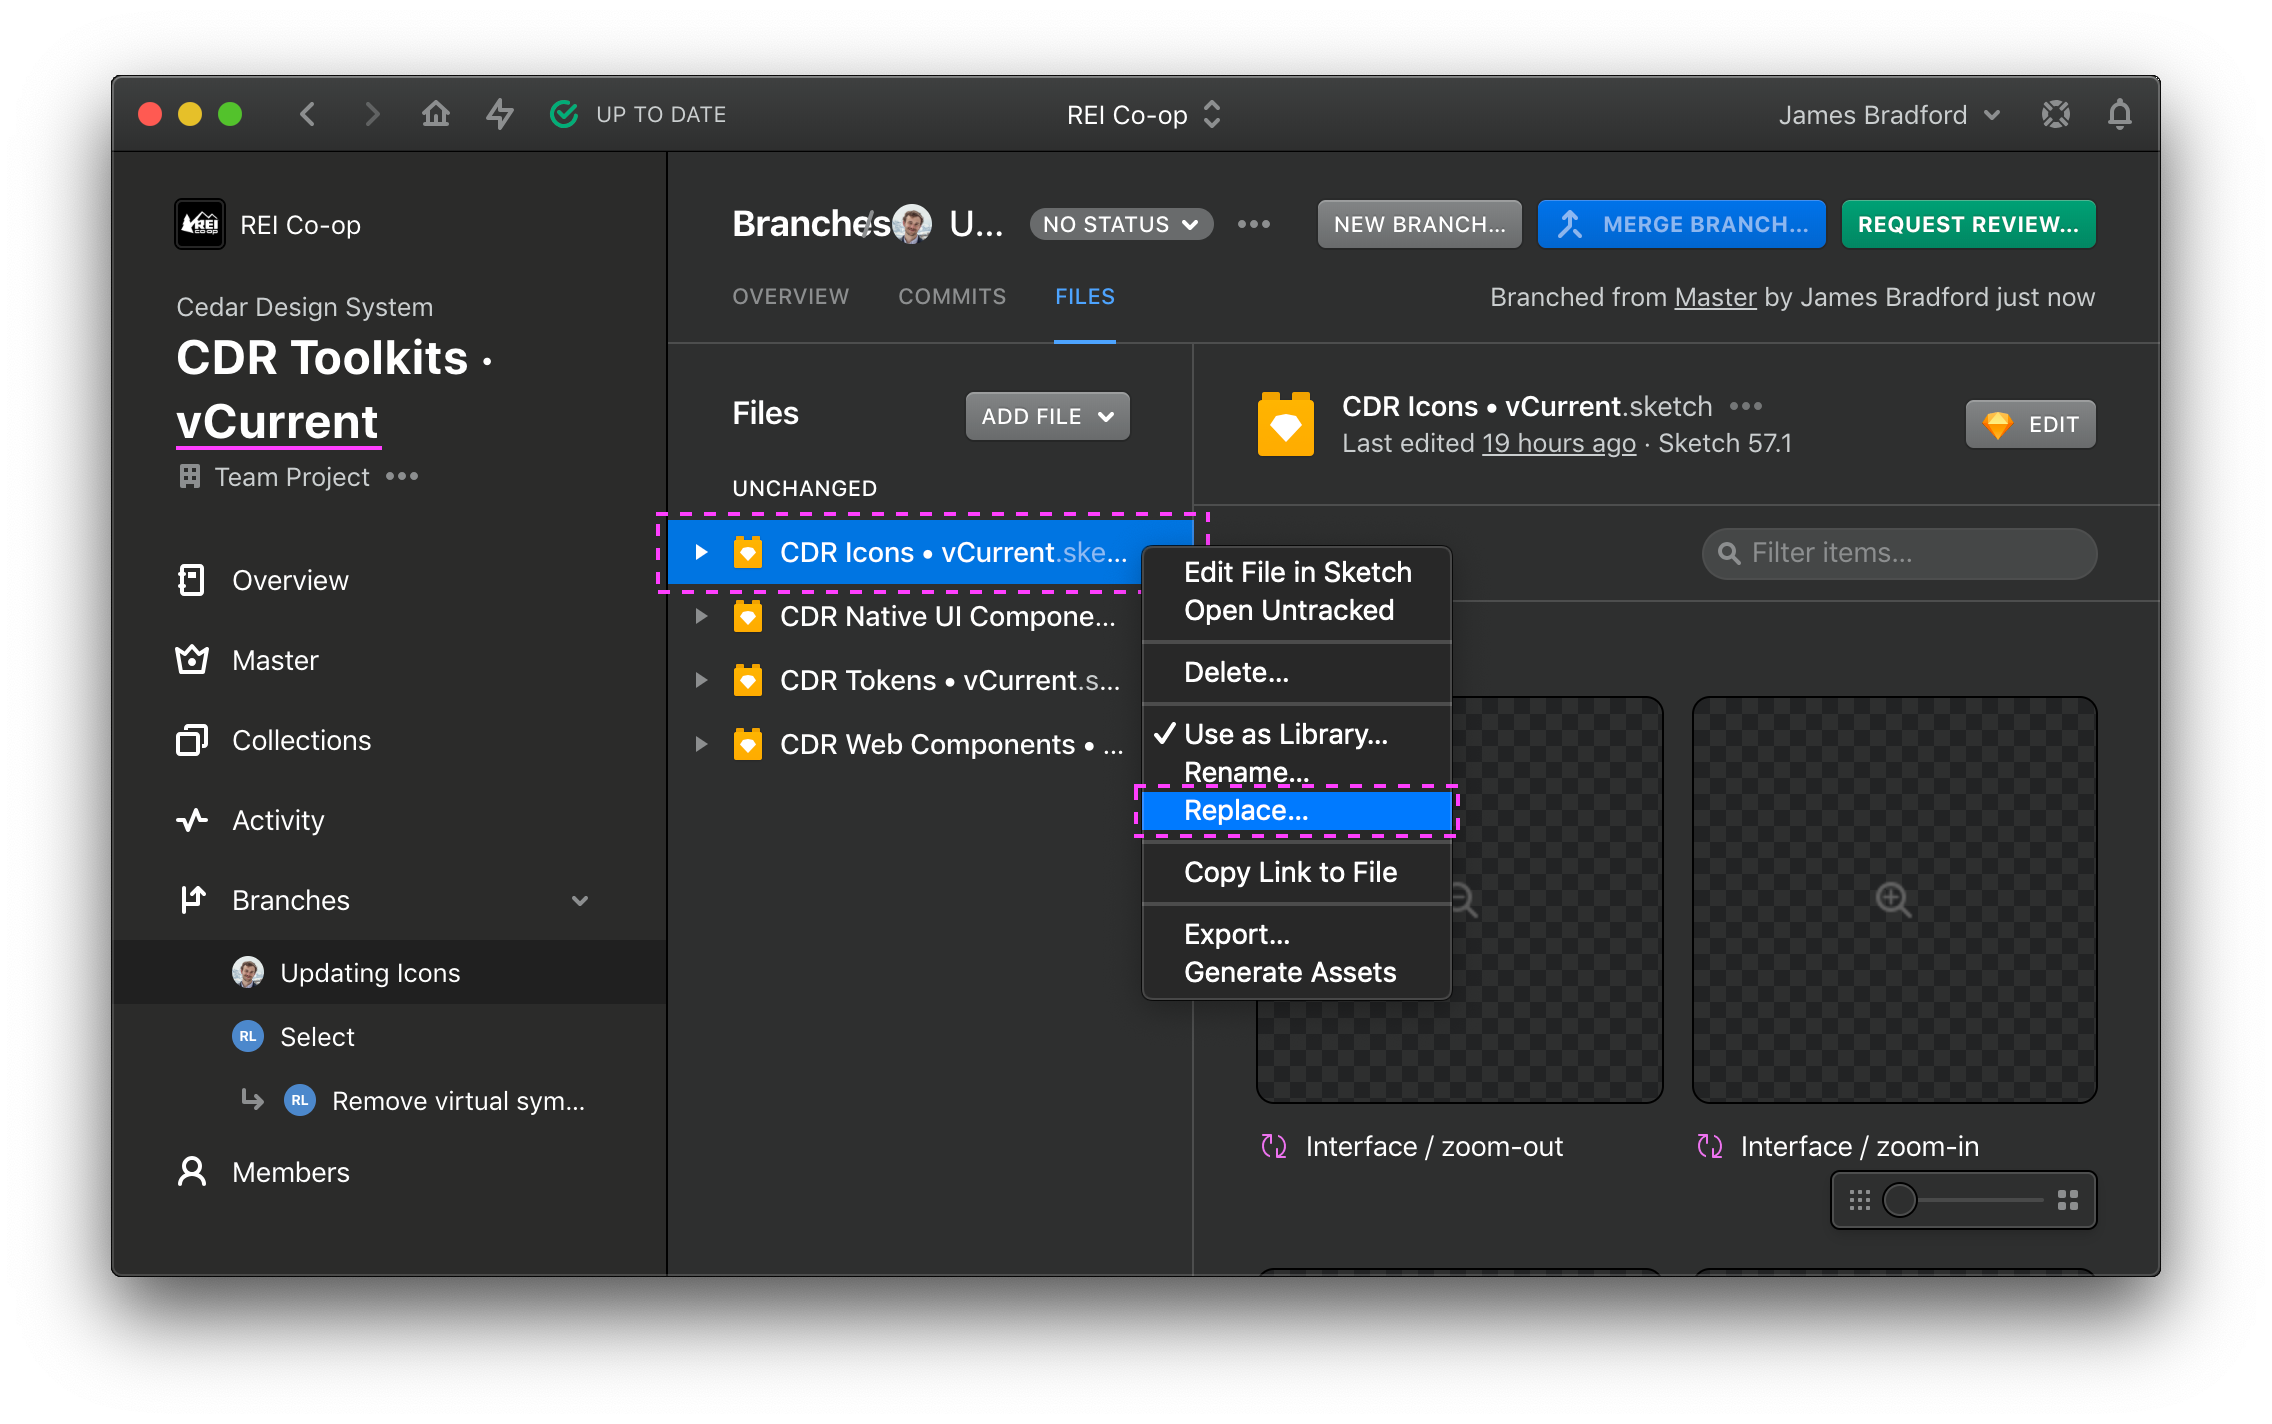 UP TO DATE
REI Co-op
James Bradford
REI Co-op
Cedar Design System
CDR Toolkits •
vCurrent
Team Project
Overview
Master
Collections
Activity
Branches
Updating Icons
RL Select
RL Remove virtual sym...
Members
Branches / U...
NO STATUS
NEW BRANCH...
MERGE BRANCH...
REQUEST REVIEW...
OVERVIEW
COMMITS
FILES
Branched from Master by James Bradford just now
Files
ADD FILE
UNCHANGED
CDR Icons • vCurrent.ske...
CDR Native UI Compone...
CDR Tokens • vCurrent.s...
CDR Web Components • ...
CDR Icons • vCurrent.sketch
Last edited 19 hours ago · Sketch 57.1
EDIT
Filter items...
Edit File in Sketch
Open Untracked
Delete...
Use as Library...
Rename...
Replace...
Copy Link to File
Export...
Generate Assets
Interface / zoom-out
Interface / zoom-in